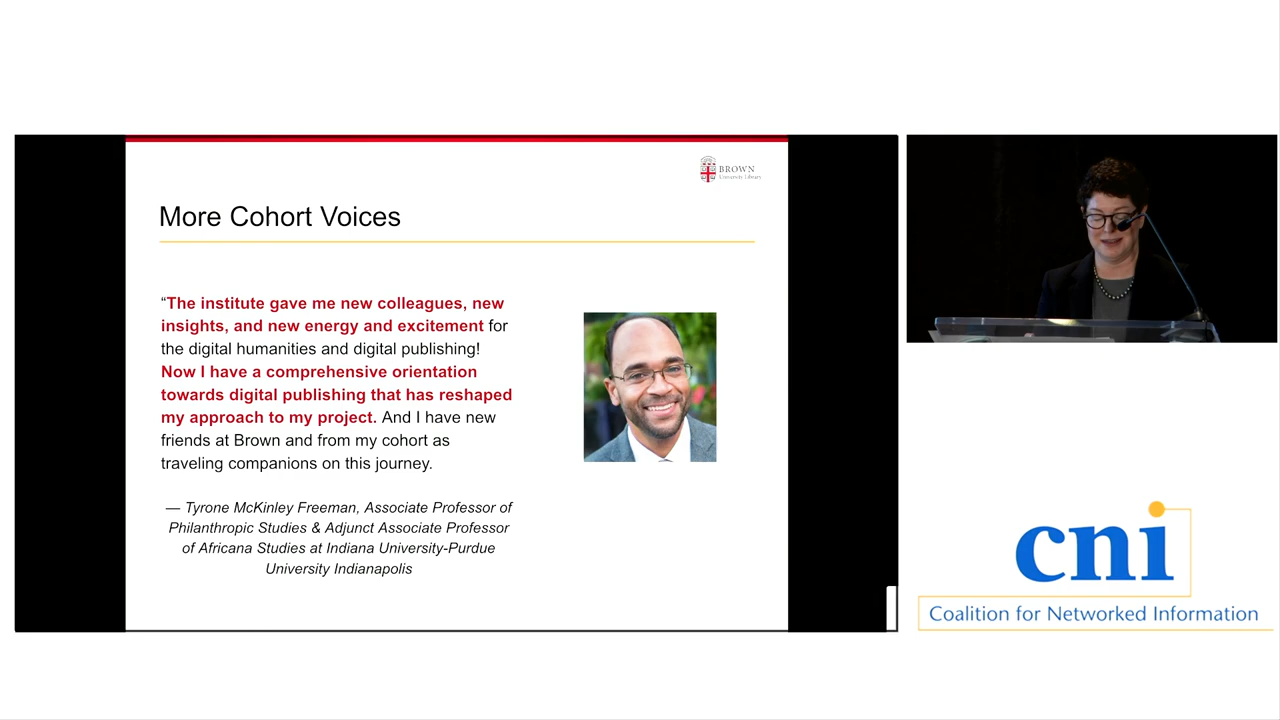 BROWN
University Library
More Cohort Voices
“The institute gave me new colleagues, new
insights, and new energy and excitement for
the digital humanities and digital publishing!
Now I have a comprehensive orientation
towards digital publishing that has reshaped
my approach to my project. And I have new
friends at Brown and from my cohort as
traveling companions on this journey.
— Tyrone McKinley Freeman, Associate Professor of
Philanthropic Studies & Adjunct Associate Professor
of Africana Studies at Indiana University-Purdue
University Indianapolis
cni
Coalition for Networked Information